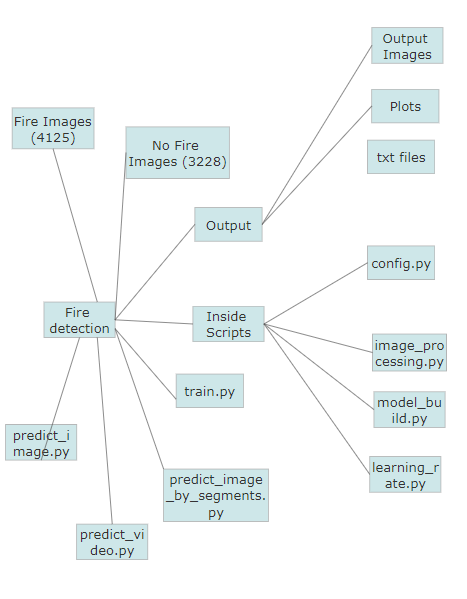 Output
Images
Fire Images
(4125)
Plots
No Fire
Images (3228)
txt files
Output
config.py
Fire
detection
Inside
Scripts
image_pro
cessing.py
train.py
model_bu
ild.py
predict_i
mage.py
learning_r
ate.py
predict_image
_by_segments.
py
predict_vi
deo.py